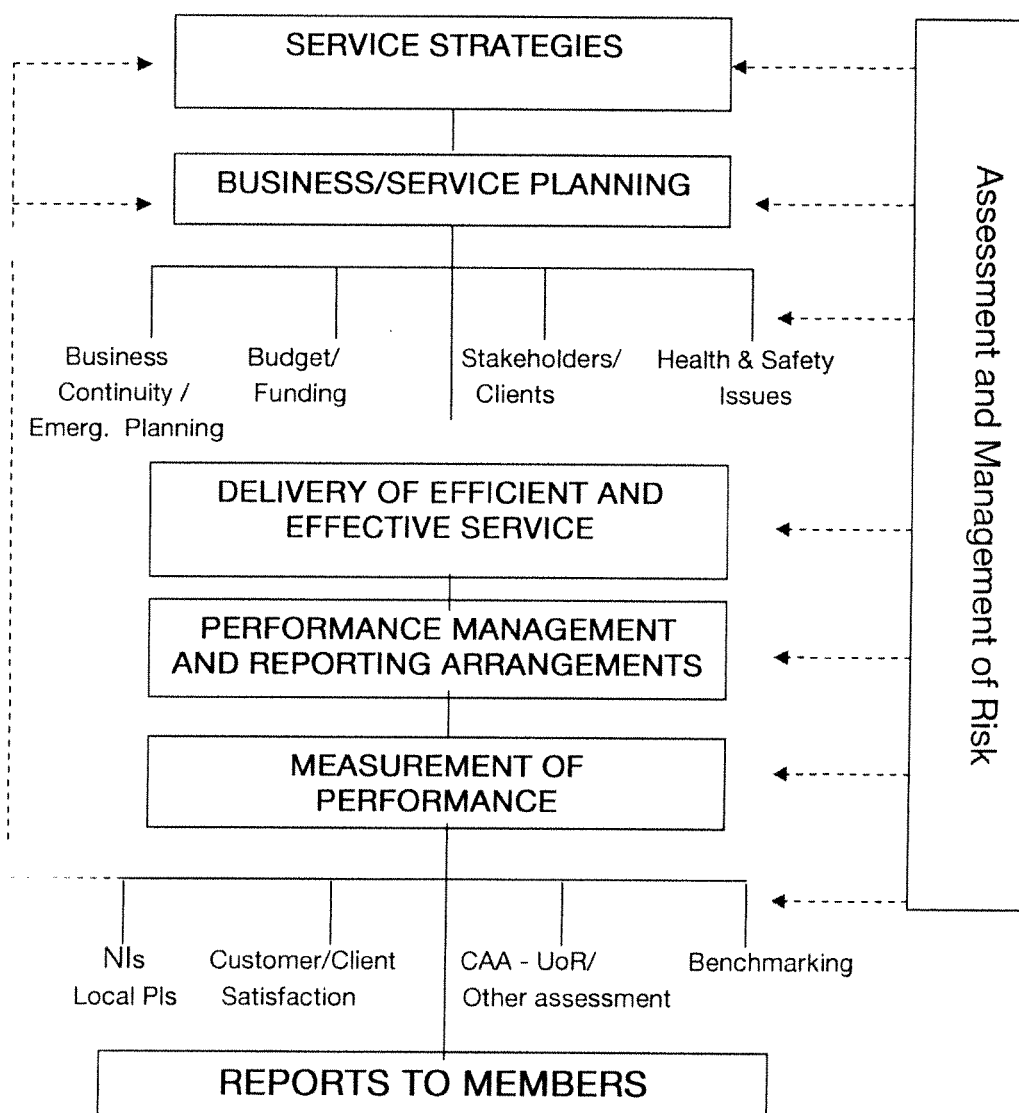 SERVICE STRATEGIES
BUSINESS/SERVICE PLANNING
Business
Continuity /
Emerg. Planning
Budget/
Funding
Stakeholders/
Clients
Health & Safety
Issues
DELIVERY OF EFFICIENT AND
EFFECTIVE SERVICE
PERFORMANCE MANAGEMENT
AND REPORTING ARRANGEMENTS
MEASUREMENT OF
PERFORMANCE
NIs
Local PIs
Customer/Client
Satisfaction
CAA - UoR/
Other assessment
Benchmarking
REPORTS TO MEMBERS
Assessment and Management of Risk